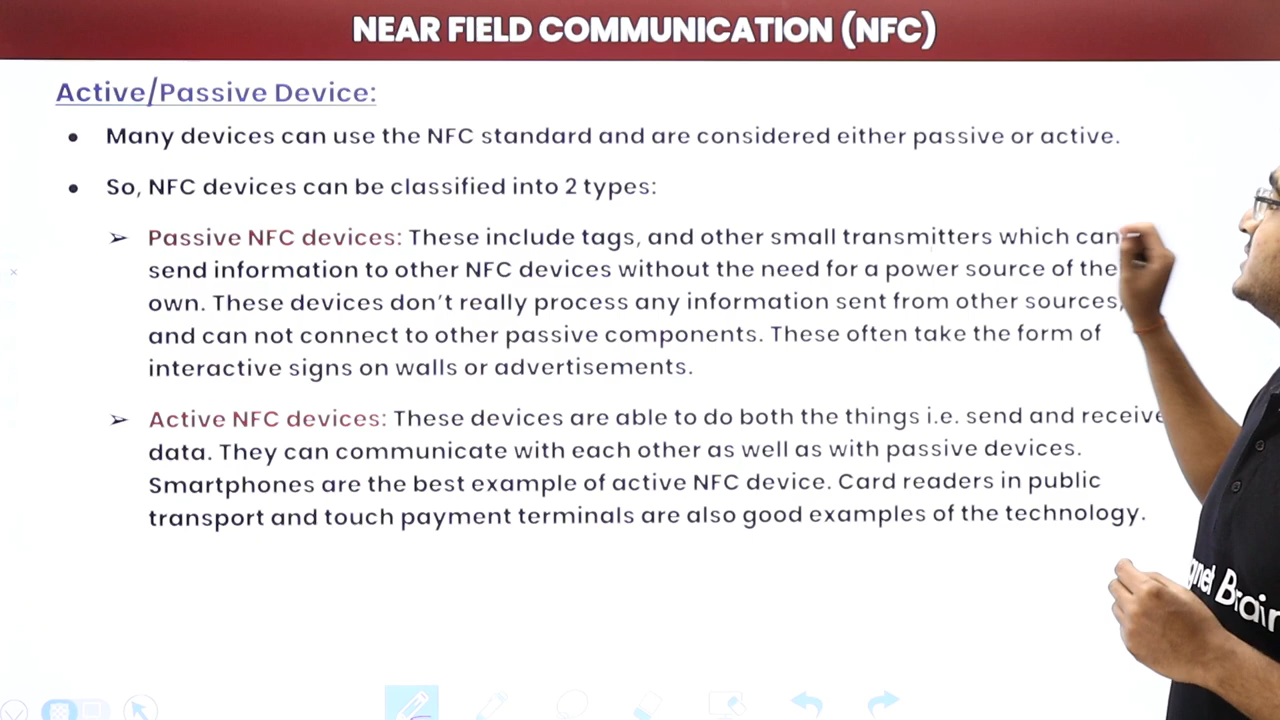 NEAR FIELD COMMUNICATION (NFC)
Active/Passive Device:
• Many devices can use the NFC standard and are considered either passive or active.
• So, NFC devices can be classified into 2 types:
➢ Passive NFC devices: These include tags, and other small transmitters which can
send information to other NFC devices without the need for a power source of the
own. These devices don't really process any information sent from other sources,
and can not connect to other passive components. These often take the form of
interactive signs on walls or advertisements.
➢ Active NFC devices: These devices are able to do both the things i.e. send and receive
data. They can communicate with each other as well as with passive devices.
Smartphones are the best example of active NFC device. Card readers in public
transport and touch payment terminals are also good examples of the technology.
gnet Brain